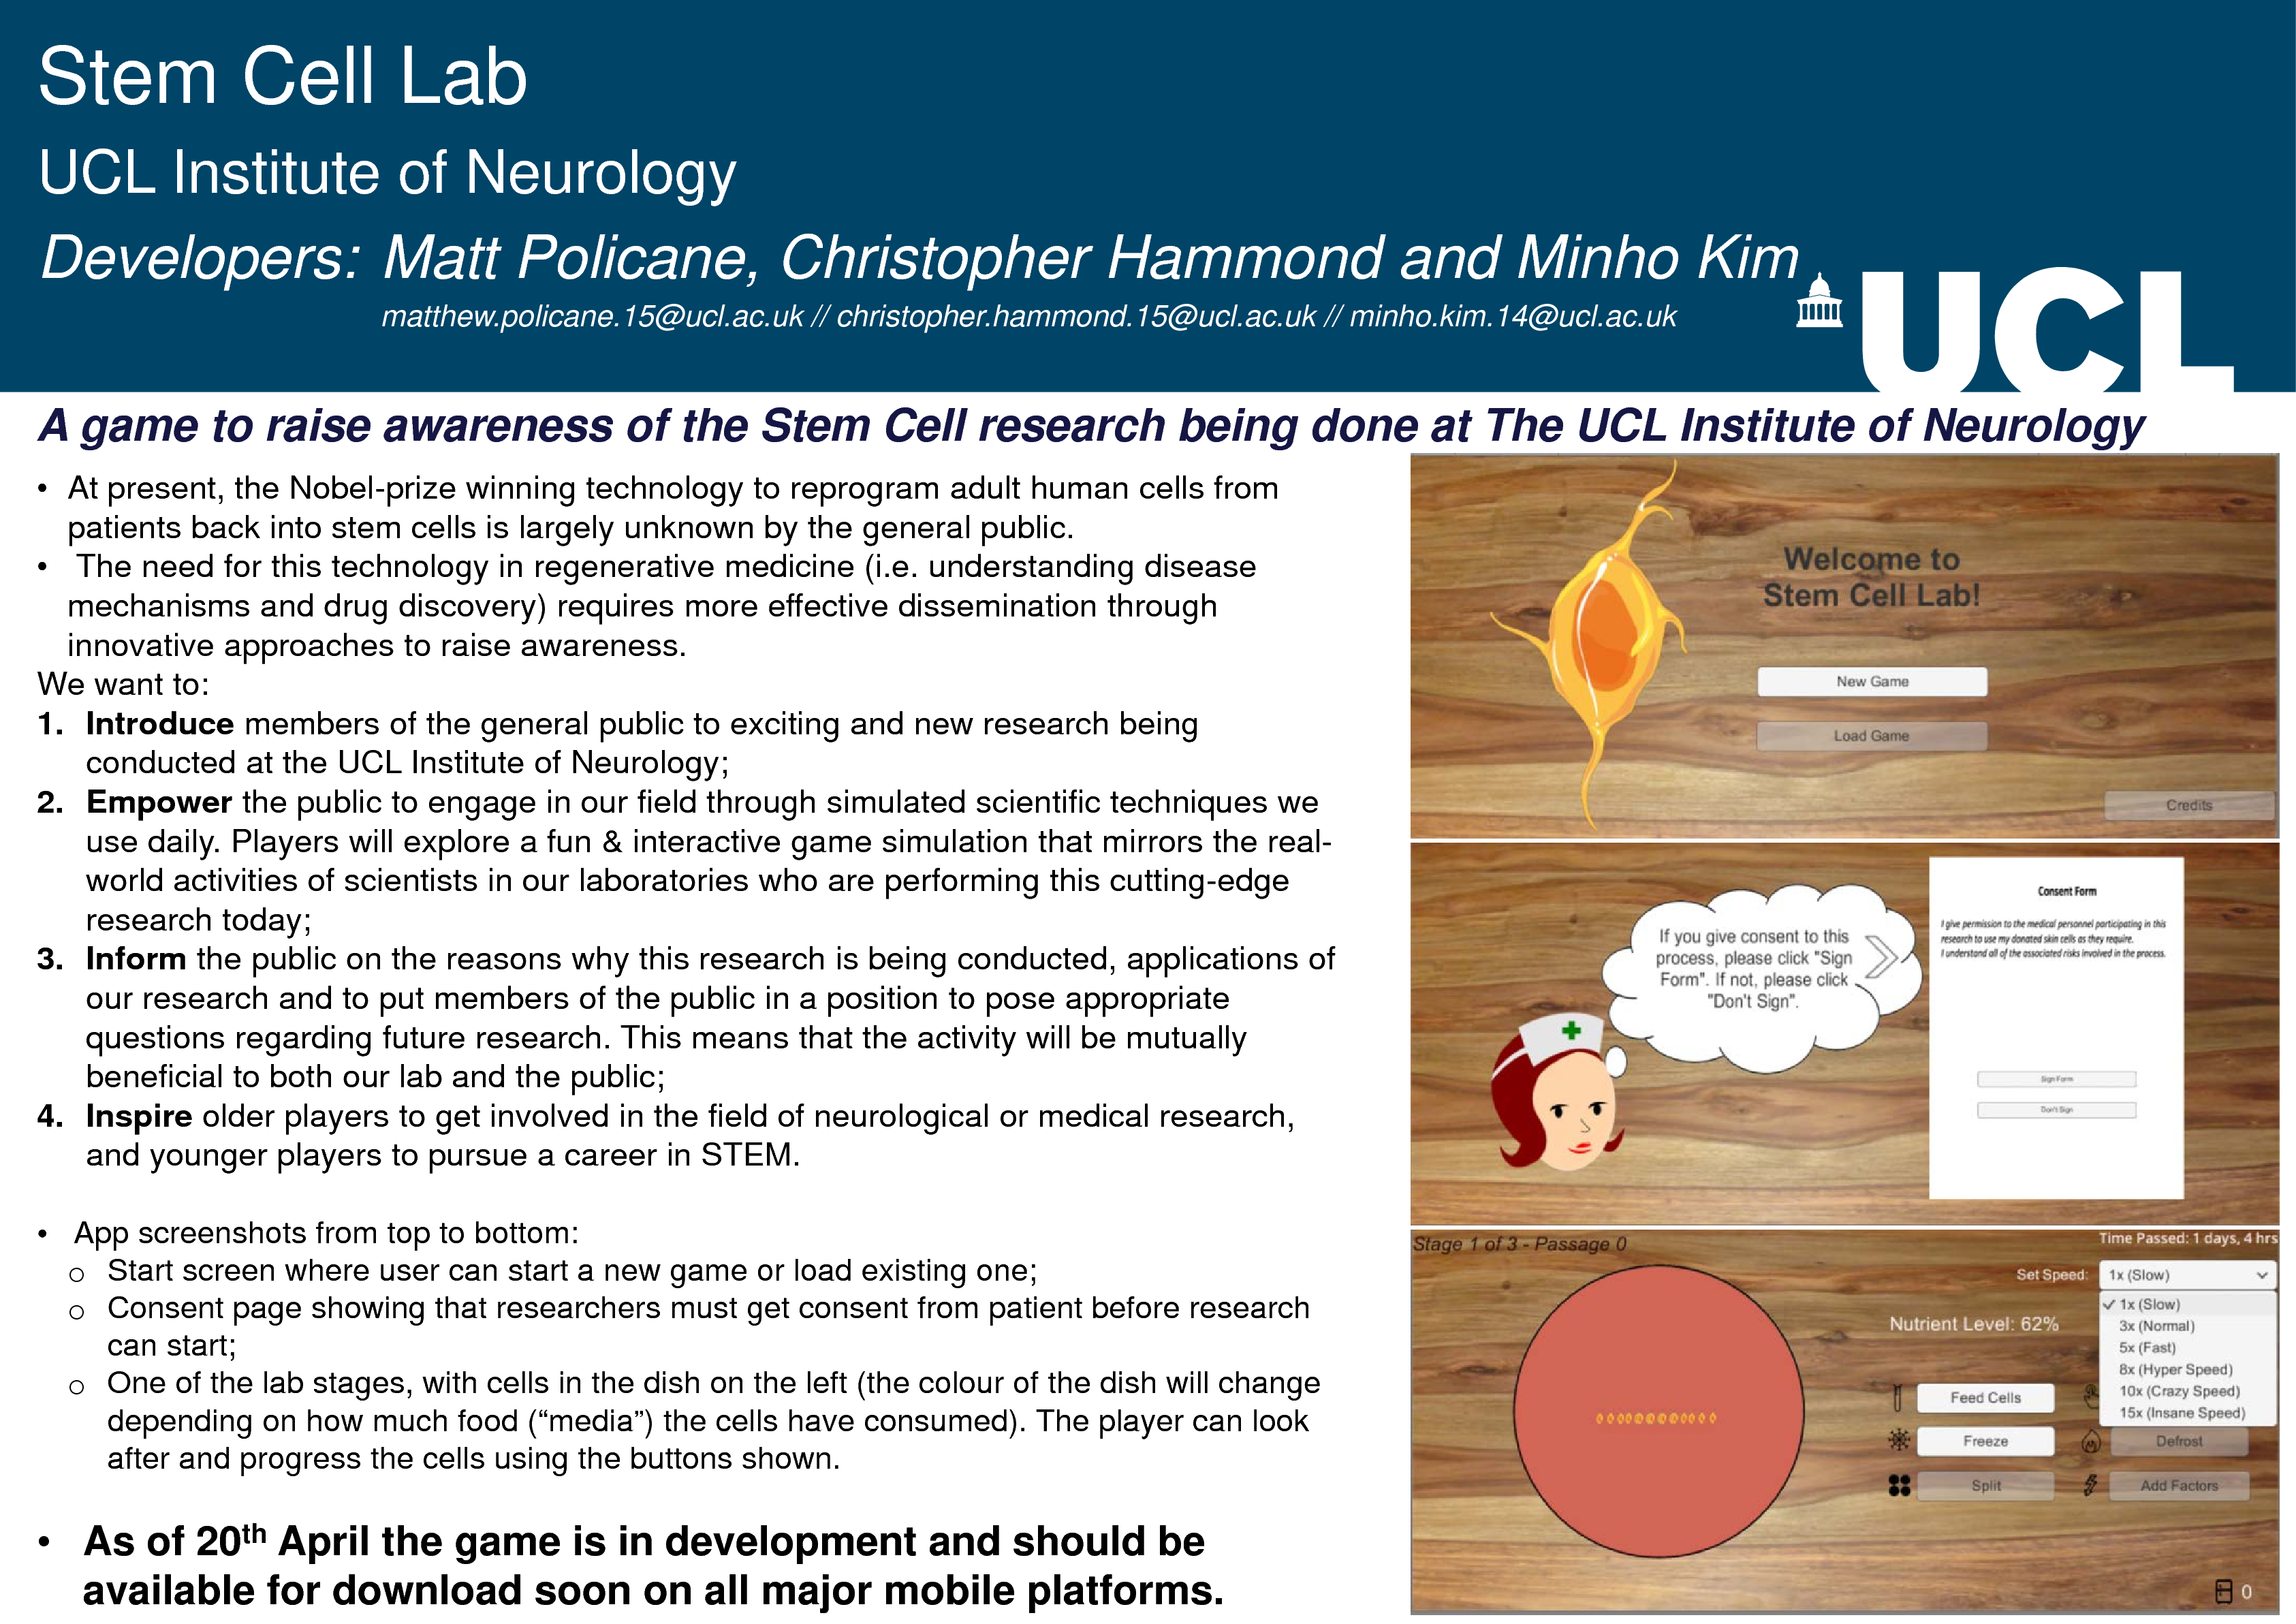 Stem Cell Lab
UCL Institute of Neurology
Developers: Matt Policane, Christopher Hammond and Minho Kim
matthew.policane.15@ucl.ac.uk // christopher.hammond.15@ucl.ac.uk // minho.kim.14@ucl.ac.uk
UCL
A game to raise awareness of the Stem Cell research being done at The UCL Institute of Neurology
• At present, the Nobel-prize winning technology to reprogram adult human cells from
patients back into stem cells is largely unknown by the general public.
• The need for this technology in regenerative medicine (i.e. understanding disease
mechanisms and drug discovery) requires more effective dissemination through
innovative approaches to raise awareness.
We want to:
1. Introduce members of the general public to exciting and new research being
conducted at the UCL Institute of Neurology;
2. Empower the public to engage in our field through simulated scientific techniques we
use daily. Players will explore a fun & interactive game simulation that mirrors the real-
world activities of scientists in our laboratories who are performing this cutting-edge
research today;
3. Inform the public on the reasons why this research is being conducted, applications of
our research and to put members of the public in a position to pose appropriate
questions regarding future research. This means that the activity will be mutually
beneficial to both our lab and the public;
4. Inspire older players to get involved in the field of neurological or medical research,
and younger players to pursue a career in STEM.
• App screenshots from top to bottom:
o Start screen where user can start a new game or load existing one;
o Consent page showing that researchers must get consent from patient before research
can start;
o One of the lab stages, with cells in the dish on the left (the colour of the dish will change
depending on how much food (“media”) the cells have consumed). The player can look
after and progress the cells using the buttons shown.
• As of 20th April the game is in development and should be
available for download soon on all major mobile platforms.
Welcome to
Stem Cell Lab!
New Game
Load Game
Credits
If you give consent to this
process, please click "Sign
Form". If not, please click
"Don't Sign".
Consent Form
I give permission to the medical personnel participating in this
research to use my donated skin cells as they require.
I understand all of the associated risks involved in the process.
Sign Form
Don't Sign
Stage 1 of 3 - Passage 0
Time Passed: 1 days, 4 hrs
Set Speed: 1x (Slow)
✓ 1x (Slow)
3x (Normal)
5x (Fast)
8x (Hyper Speed)
10x (Crazy Speed)
15x (Insane Speed)
Nutrient Level: 62%
Feed Cells
Freeze
Defrost
Split
Add Factors
0